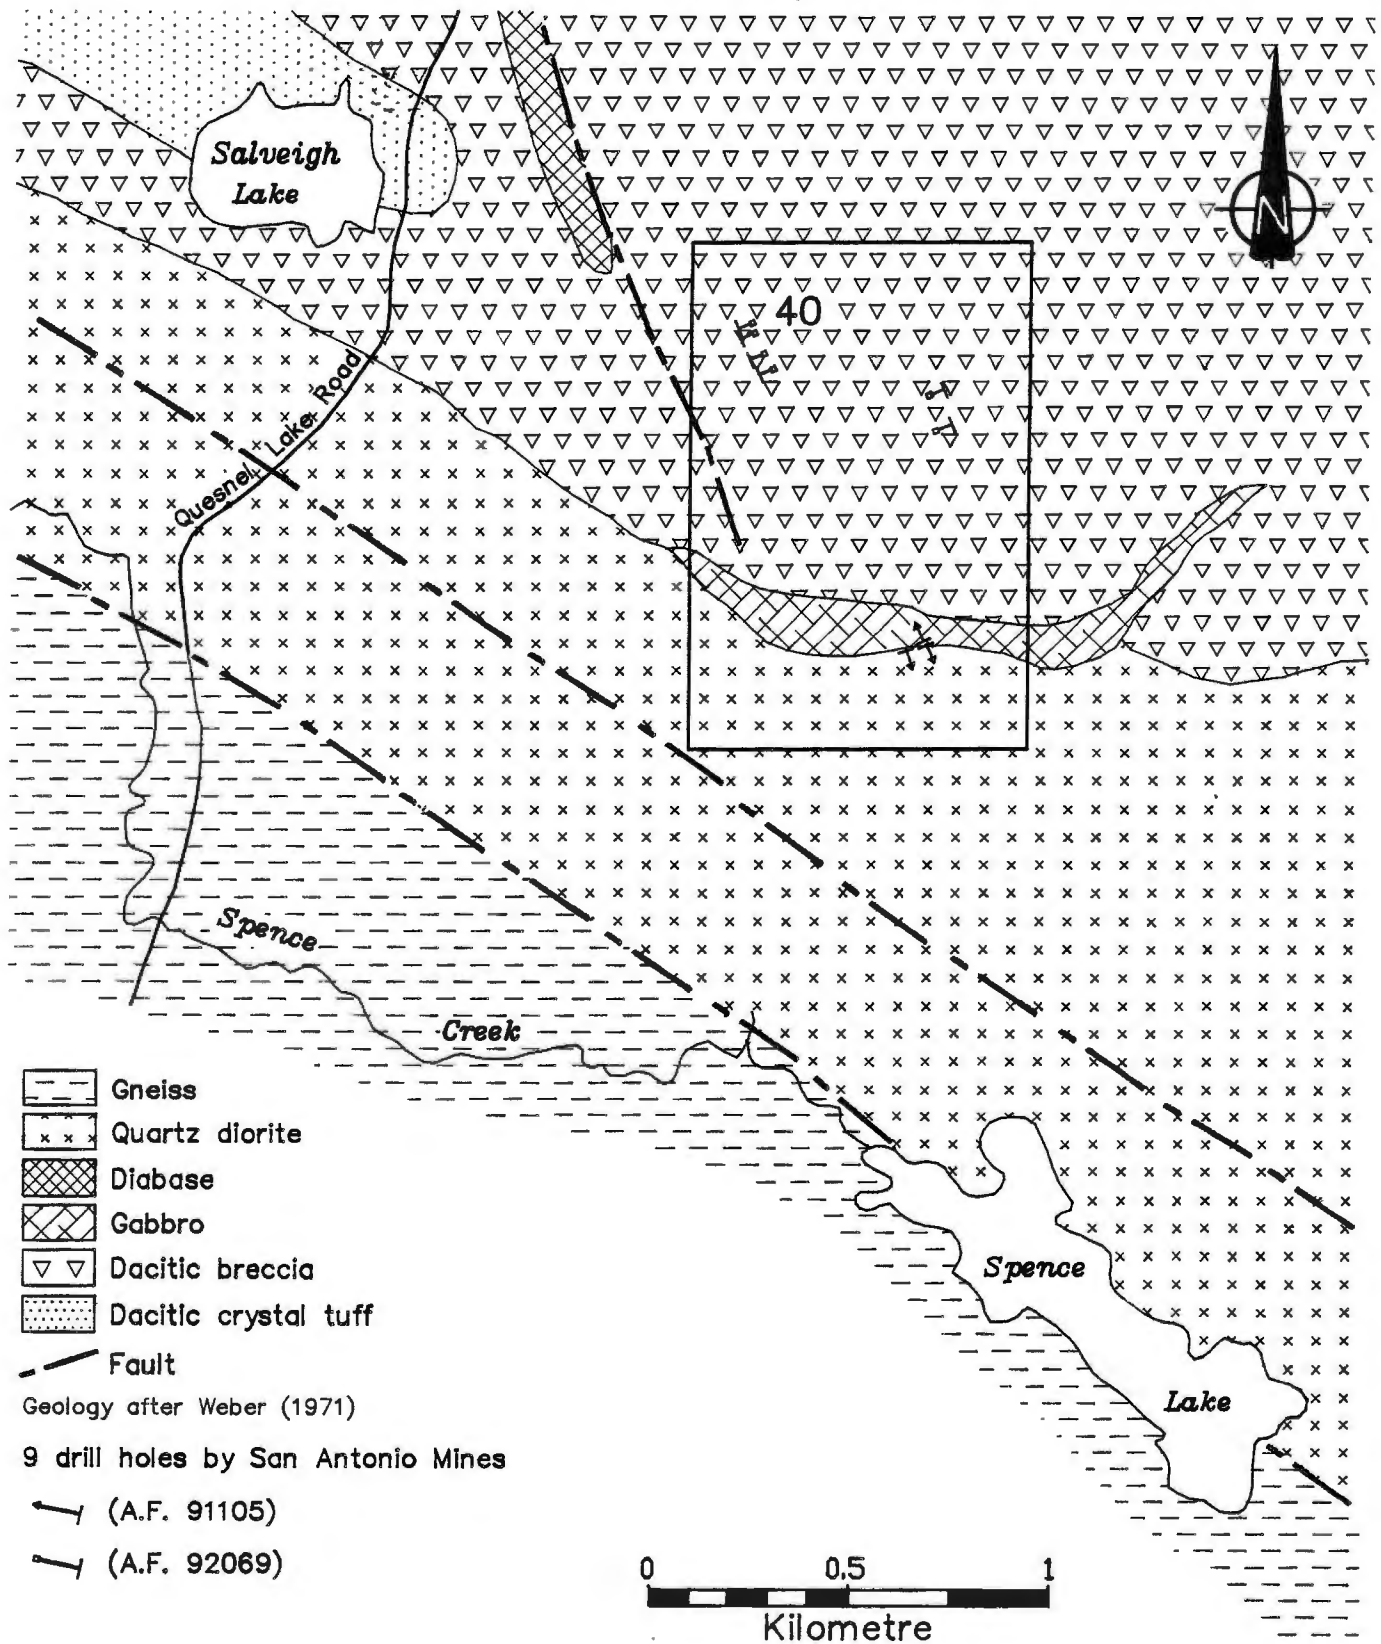 Salveigh
Lake
N
40
Quesnel Lake Road
Spence
Creek
Gneiss
Quartz diorite
Diabase
Gabbro
Dacitic breccia
Dacitic crystal tuff
Fault
Geology after Weber (1971)
9 drill holes by San Antonio Mines
(A.F. 91105)
(A.F. 92069)
Spence
Lake
0 0,5 1
Kilometre